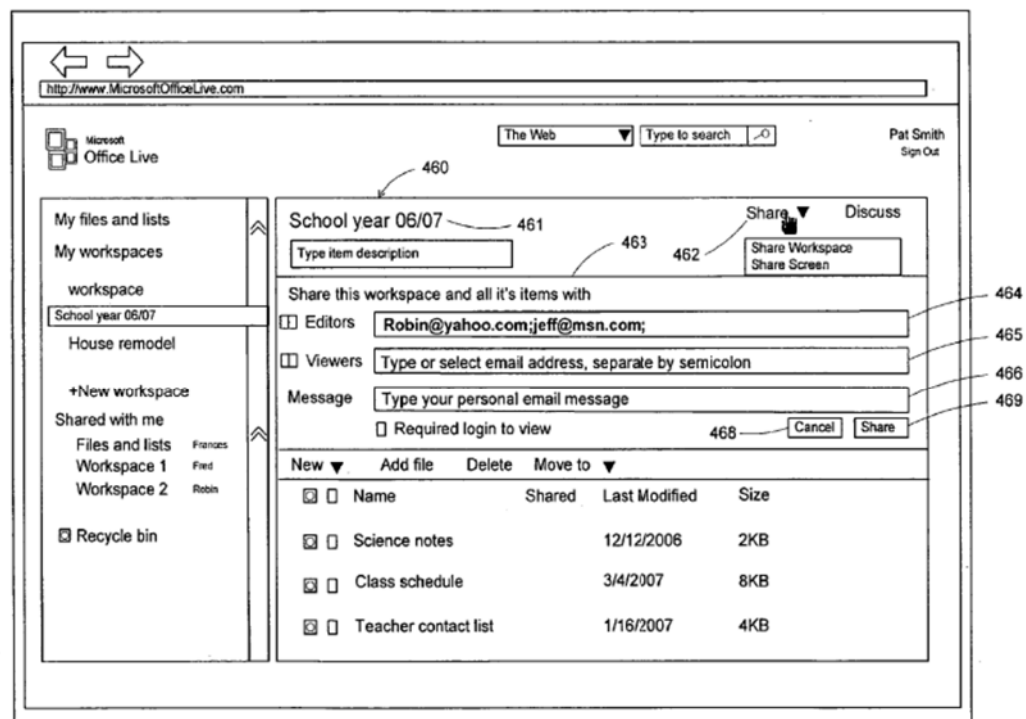 http://www.MicrosoftOfficeLive.com
Microsoft
Office Live
The Web
Type to search
Pat Smith
Sign Out
460
My files and lists
My workspaces
workspace
School year 06/07
House remodel
+New workspace
Shared with me
Files and lists Frances
Workspace 1 Fred
Workspace 2 Robin
Recycle bin
School year 06/07 461
Share Discuss
462
Type item description
463
Share Workspace
Share Screen
Share this workspace and all it's items with
Editors Robin@yahoo.com;jeff@msn.com; 464
Viewers Type or select email address, separate by semicolon 465
Message Type your personal email message 466
Required login to view 468 Cancel Share 469
New Add file Delete Move to
Name Shared Last Modified Size
Science notes 12/12/2006 2KB
Class schedule 3/4/2007 8KB
Teacher contact list 1/16/2007 4KB